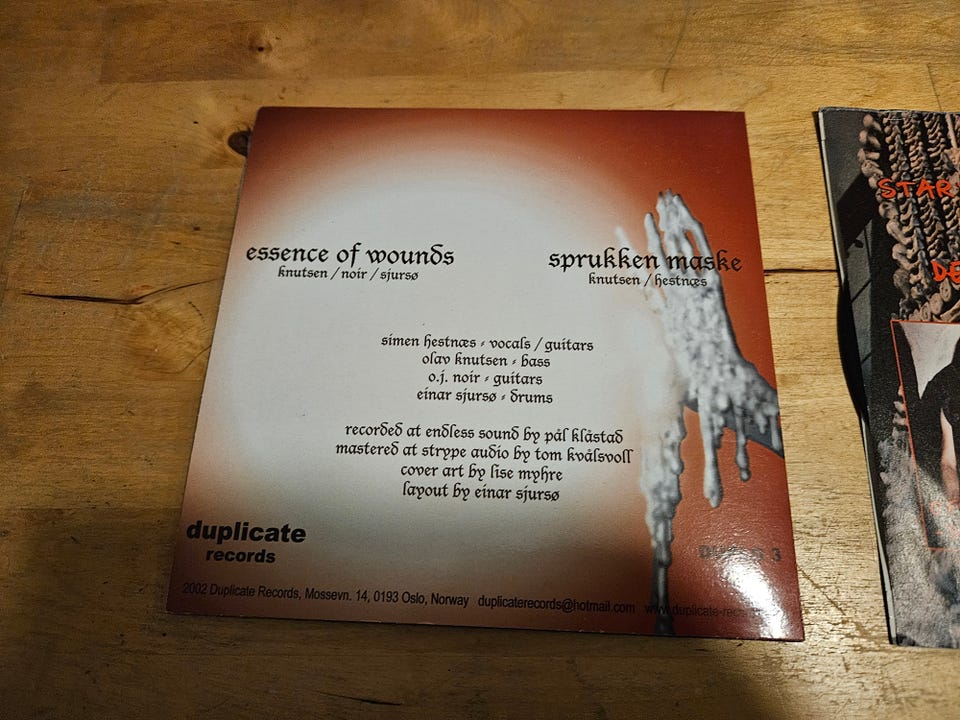 essence of wounds
knutsen / noir / sjursø
sprukken maske
knutsen / hestnæs
simen hestnæs - vocals / guitars
olav knutsen - bass
o.j. noir - guitars
einar sjursø - drums
recorded at endless sound by pål klåstad
mastered at strype audio by tom kvålsvoll
cover art by lise myhre
layout by einar sjursø
duplicate
records
3
2002 Duplicate Records, Mossevn. 14, 0193 Oslo, Norway duplicaterecords@hotmail.com
STAR
DE